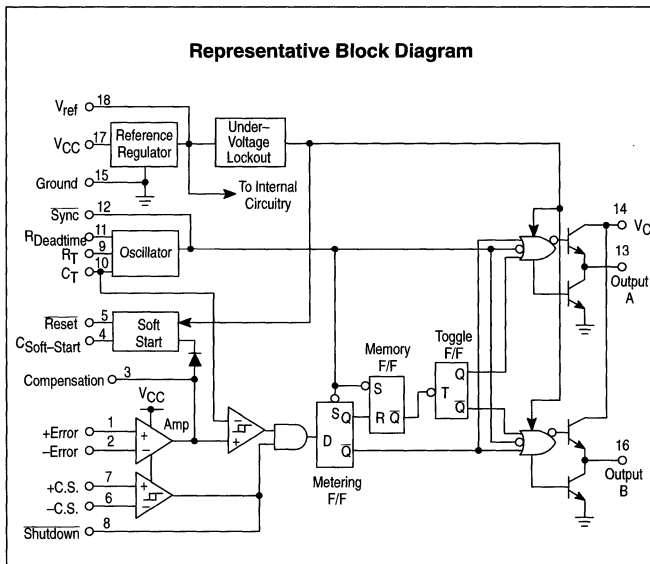 Representative Block Diagram
Vref 18
VCC 17
Reference
Regulator
Under–
Voltage
Lockout
Ground 15
To Internal
Circuitry
Sync 12
RDeadtime 11
RT 9
CT 10
Oscillator
14
VC
13
Output
A
Reset 5
CSoft–Start 4
Soft
Start
Compensation 3
Memory
F/F
Toggle
F/F
S
R Q
T
Q
Q
VCC
Amp
+Error 1
–Error 2
+
–
–
+
S
Q
D
Q
Metering
F/F
+C.S. 7
–C.S. 6
+
–
Shutdown 8
16
Output
B